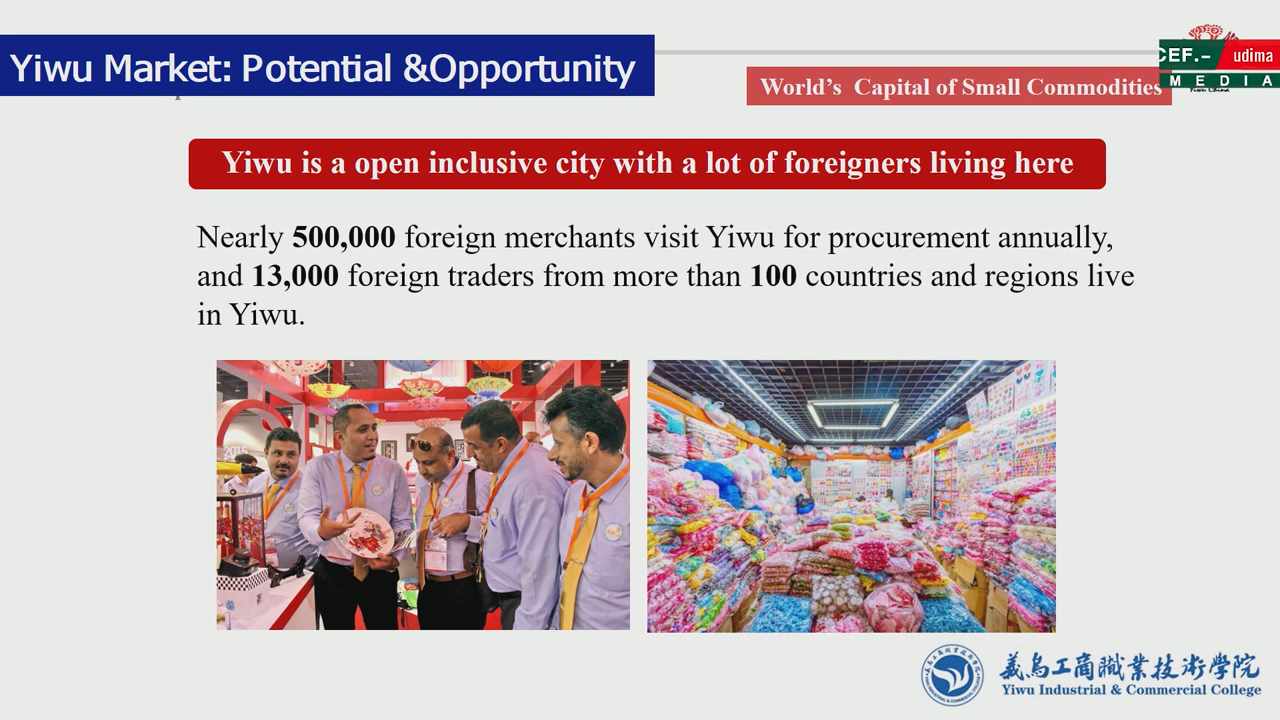 Yiwu Market: Potential &Opportunity
CEF.- udima
MEDIA
Yiwu China
World's  Capital of Small Commodities
Yiwu is a open inclusive city with a lot of foreigners living here
Nearly 500,000 foreign merchants visit Yiwu for procurement annually,
and 13,000 foreign traders from more than 100 countries and regions live
in Yiwu.
義烏工商職業技術學院
Yiwu Industrial & Commercial College